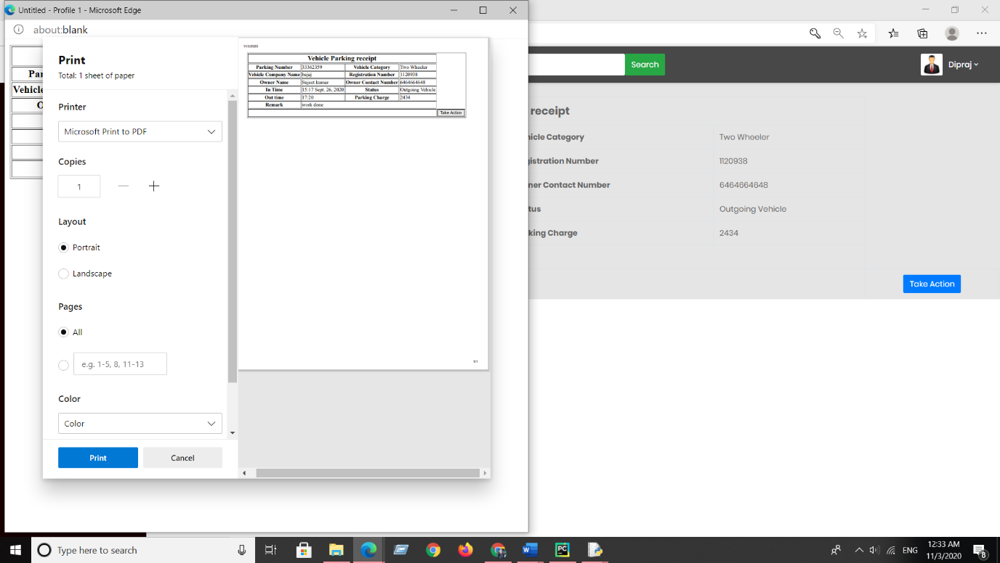 Untitled - Profile 1 - Microsoft Edge
about:blank
Par
Vehicle
O
Print
Total: 1 sheet of paper
Printer
Microsoft Print to PDF
Copies
1
Layout
Portrait
Landscape
Pages
All
e.g. 1-5, 8, 11-13
Color
Color
Print
Cancel
11/3/2020
Vehicle Parking receipt
Parking Number 33362359 Vehicle Category Two Wheeler
Vehicle Company Name bajaj Registration Number 1120938
Owner Name Sujeet kumar Owner Contact Number 6464664648
In Time 15:17 Sept. 26, 2020 Status Outgoing Vehicle
Out time 17:20 Parking Charge 2434
Remark work done
Take Action
1/1
Search
Dipraj
receipt
hicle Category Two Wheeler
istration Number 1120938
ner Contact Number 6464664648
tus Outgoing Vehicle
king Charge 2434
Take Action
Type here to search
W
PC
ENG
12:33 AM
11/3/2020
8